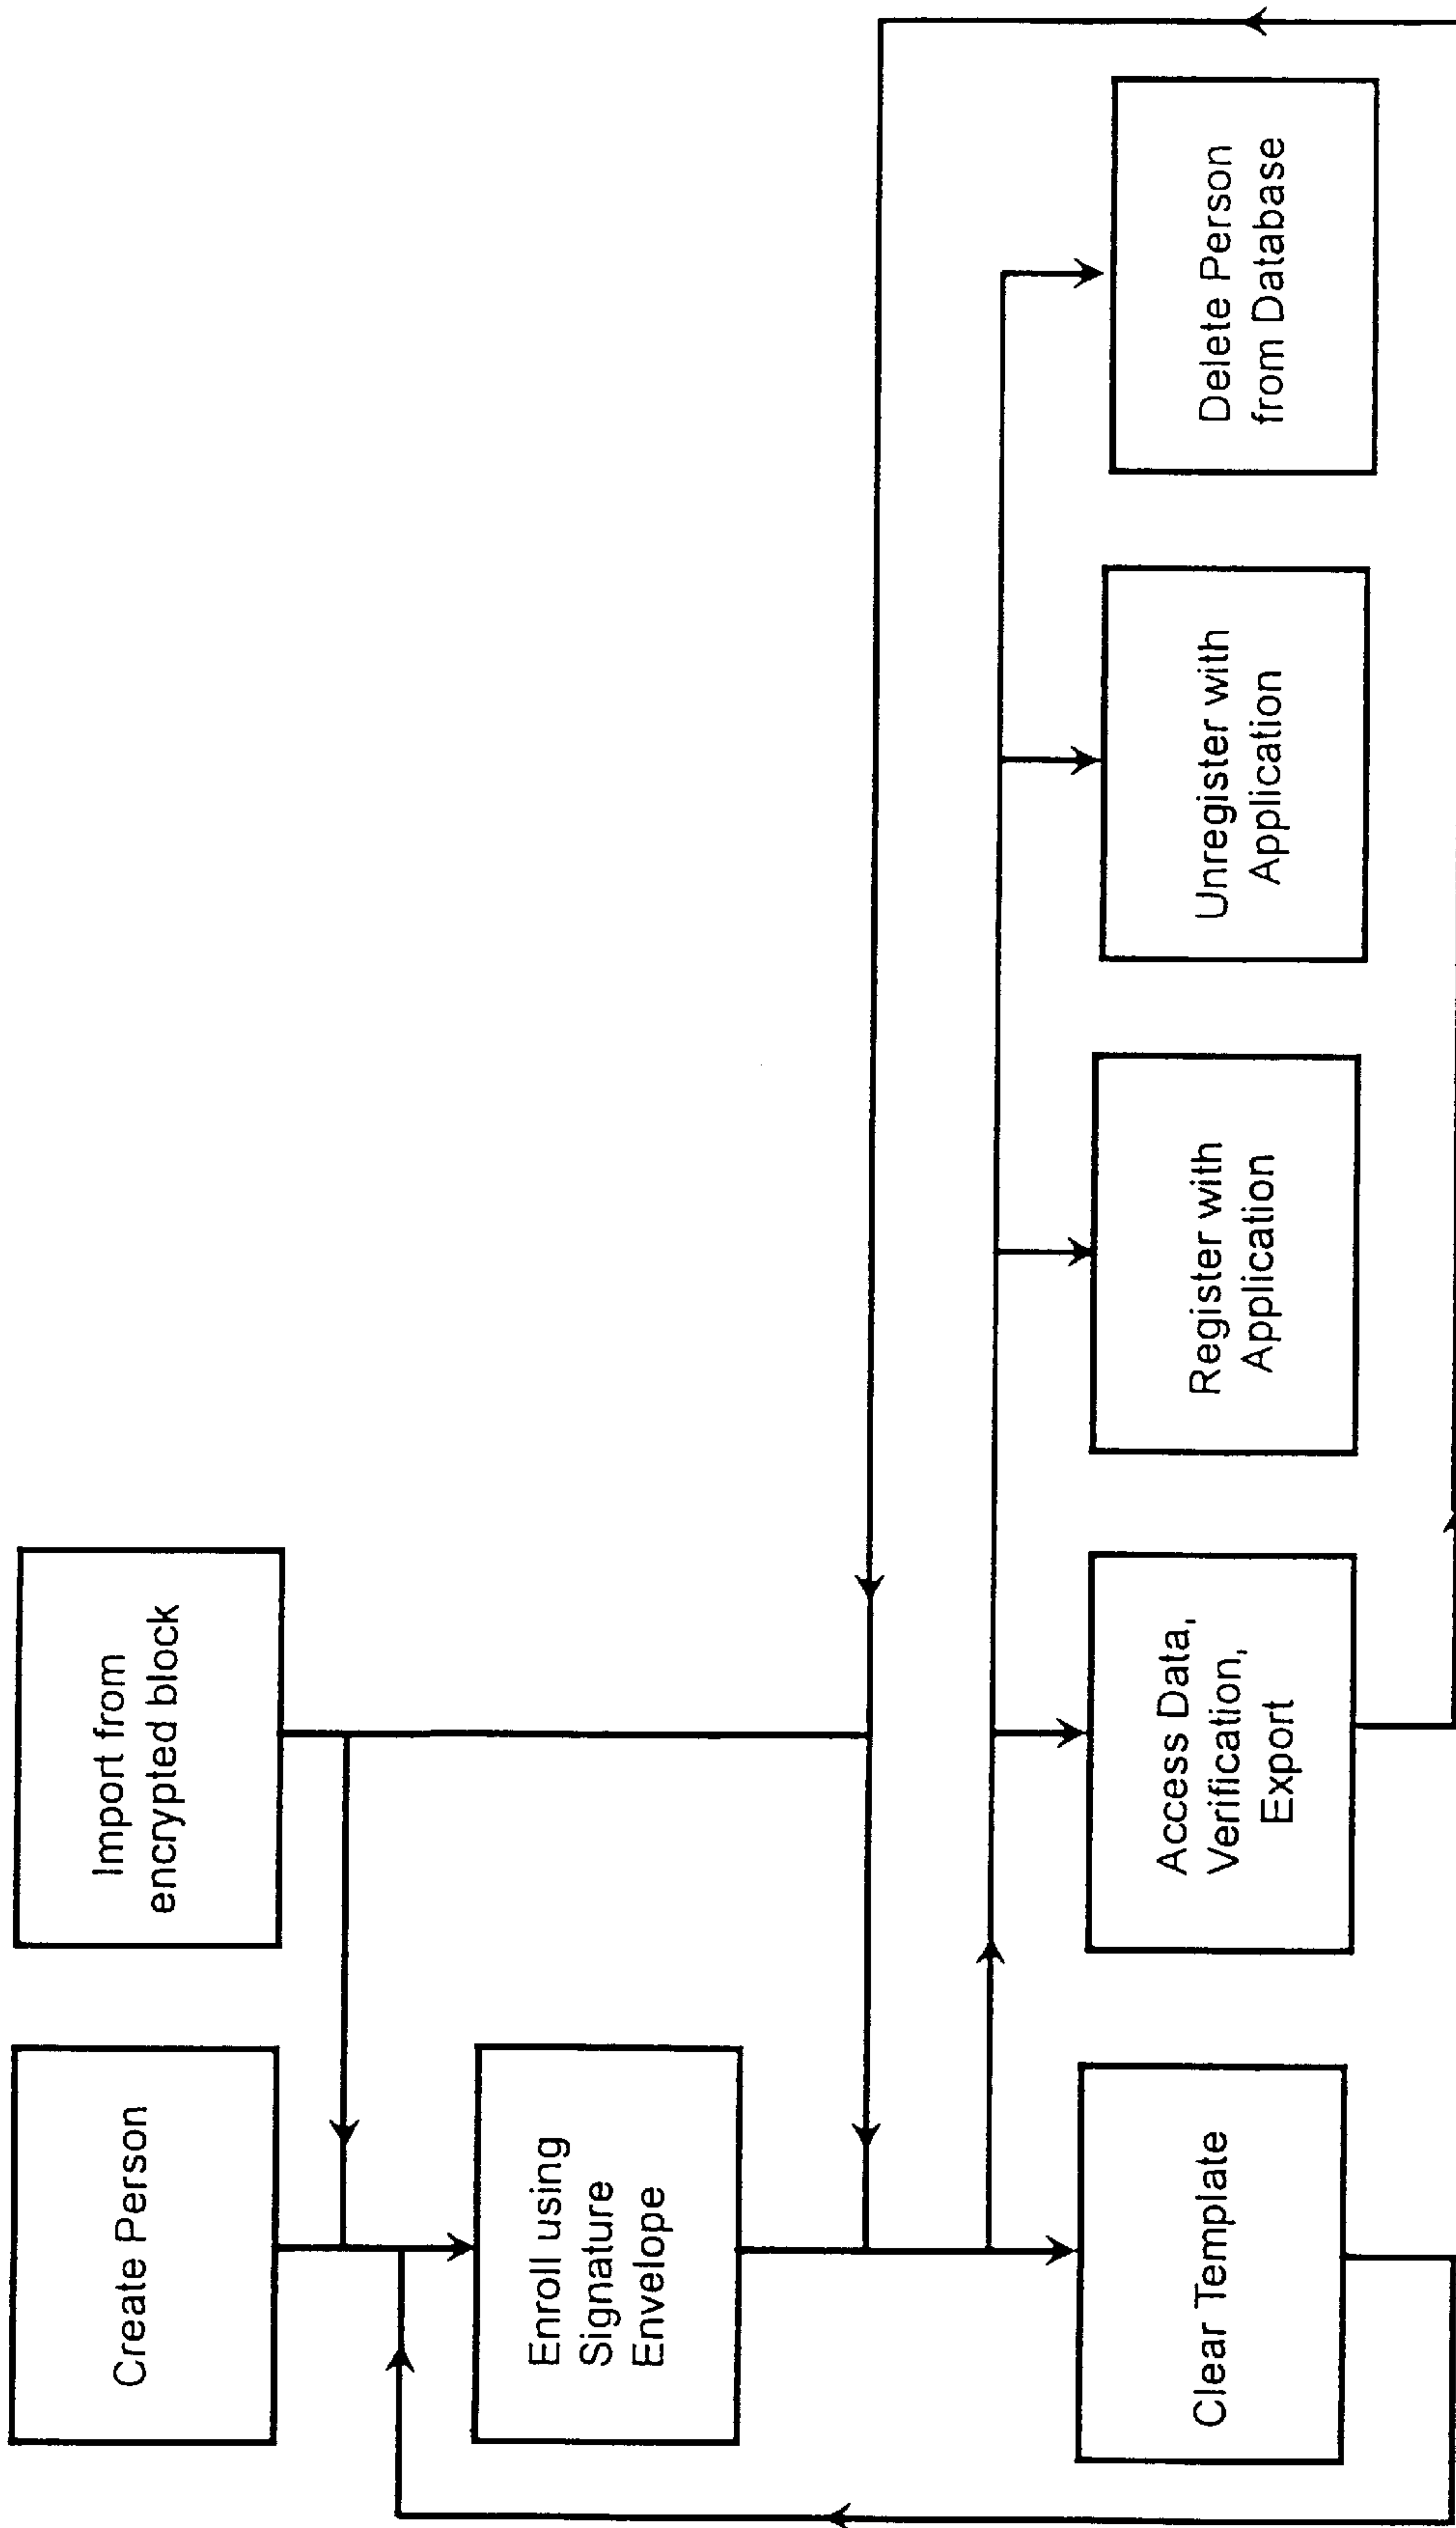 Create Person
Import from
encrypted block
Enroll using
Signature
Envelope
Clear Template
Access Data,
Verification,
Export
Register with
Application
Unregister with
Application
Delete Person
from Database